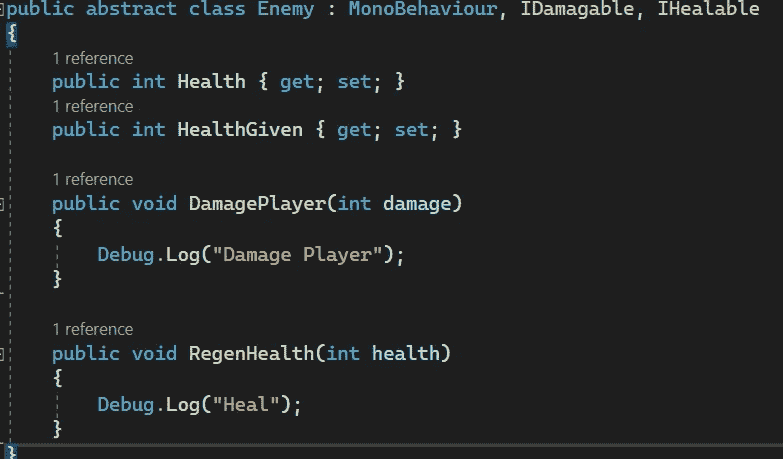 public abstract class Enemy : MonoBehaviour, IDamagable, IHealable
{
1 reference
public int Health { get; set; }
1 reference
public int HealthGiven { get; set; }
1 reference
public void DamagePlayer(int damage)
{
Debug.Log("Damage Player");
}
1 reference
public void RegenHealth(int health)
{
Debug.Log("Heal");
}
}